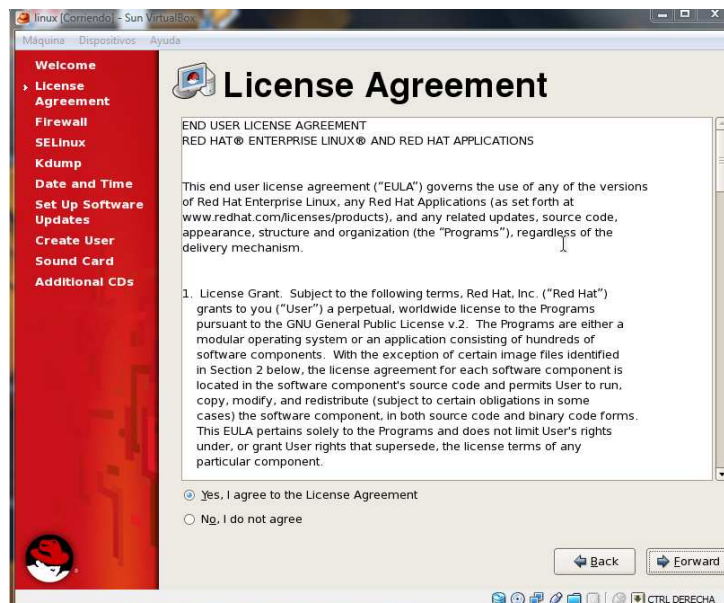 linux [Corriendo] - Sun VirtualBox
Máquina Dispositivos Ayuda
Welcome
License
Agreement
Firewall
SELinux
Kdump
Date and Time
Set Up Software
Updates
Create User
Sound Card
Additional CDs
License Agreement
END USER LICENSE AGREEMENT
RED HAT® ENTERPRISE LINUX® AND RED HAT APPLICATIONS
This end user license agreement (“EULA”) governs the use of any of the versions
of Red Hat Enterprise Linux, any Red Hat Applications (as set forth at
www.redhat.com/licenses/products), and any related updates, source code,
appearance, structure and organization (the “Programs”), regardless of the
delivery mechanism.
1. License Grant. Subject to the following terms, Red Hat, Inc. (“Red Hat”)
grants to you (“User”) a perpetual, worldwide license to the Programs
pursuant to the GNU General Public License v.2. The Programs are either a
modular operating system or an application consisting of hundreds of
software components. With the exception of certain image files identified
in Section 2 below, the license agreement for each software component is
located in the software component's source code and permits User to run,
copy, modify, and redistribute (subject to certain obligations in some
cases) the software component, in both source code and binary code forms.
This EULA pertains solely to the Programs and does not limit User's rights
under, or grant User rights that supersede, the license terms of any
particular component.
Yes, I agree to the License Agreement
No, I do not agree
Back
Forward
CTRL DERECHA